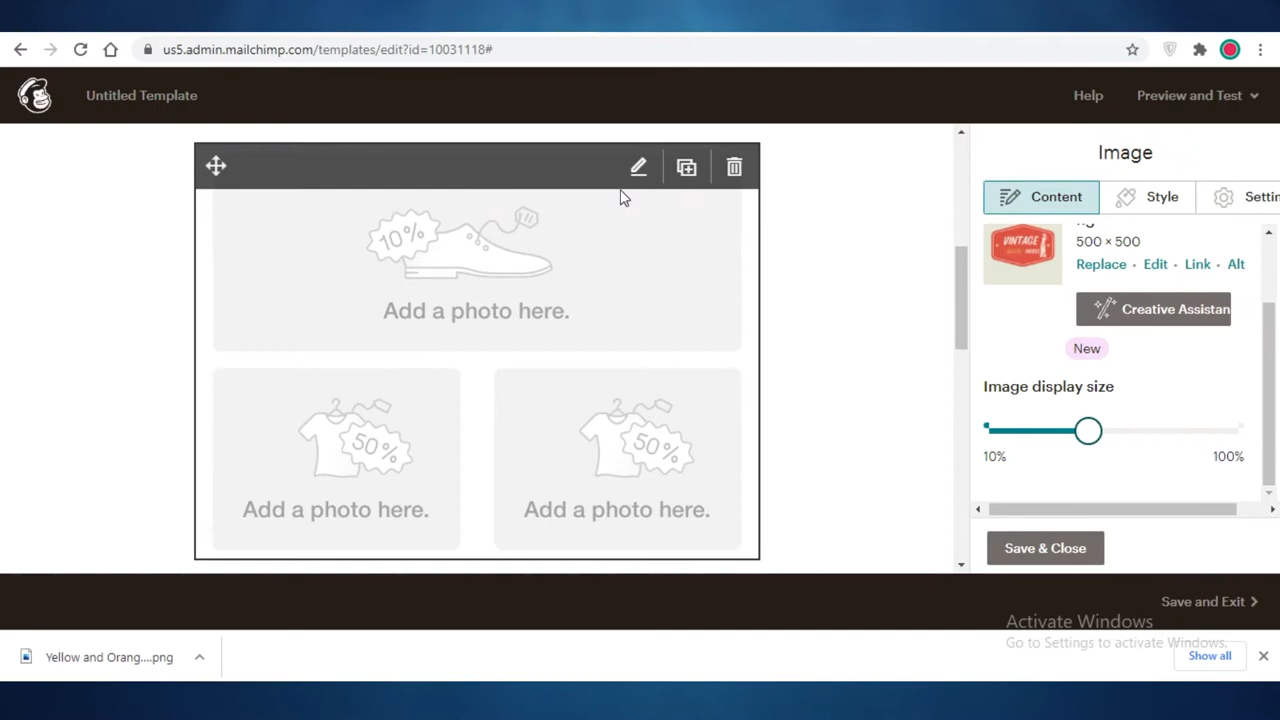 us5.admin.mailchimp.com/templates/edit?id=10031118#
Untitled Template
Help
Preview and Test
Image
Content
Style
Settin
500 × 500
Replace · Edit · Link · Alt
VINTAGE
Creative Assistan
New
Image display size
10%
100%
Save & Close
10%
Add a photo here.
50%
50%
Add a photo here.
Add a photo here.
Save and Exit
Activate Windows
Go to Settings to activate Windows.
Yellow and Orang....png
Show all